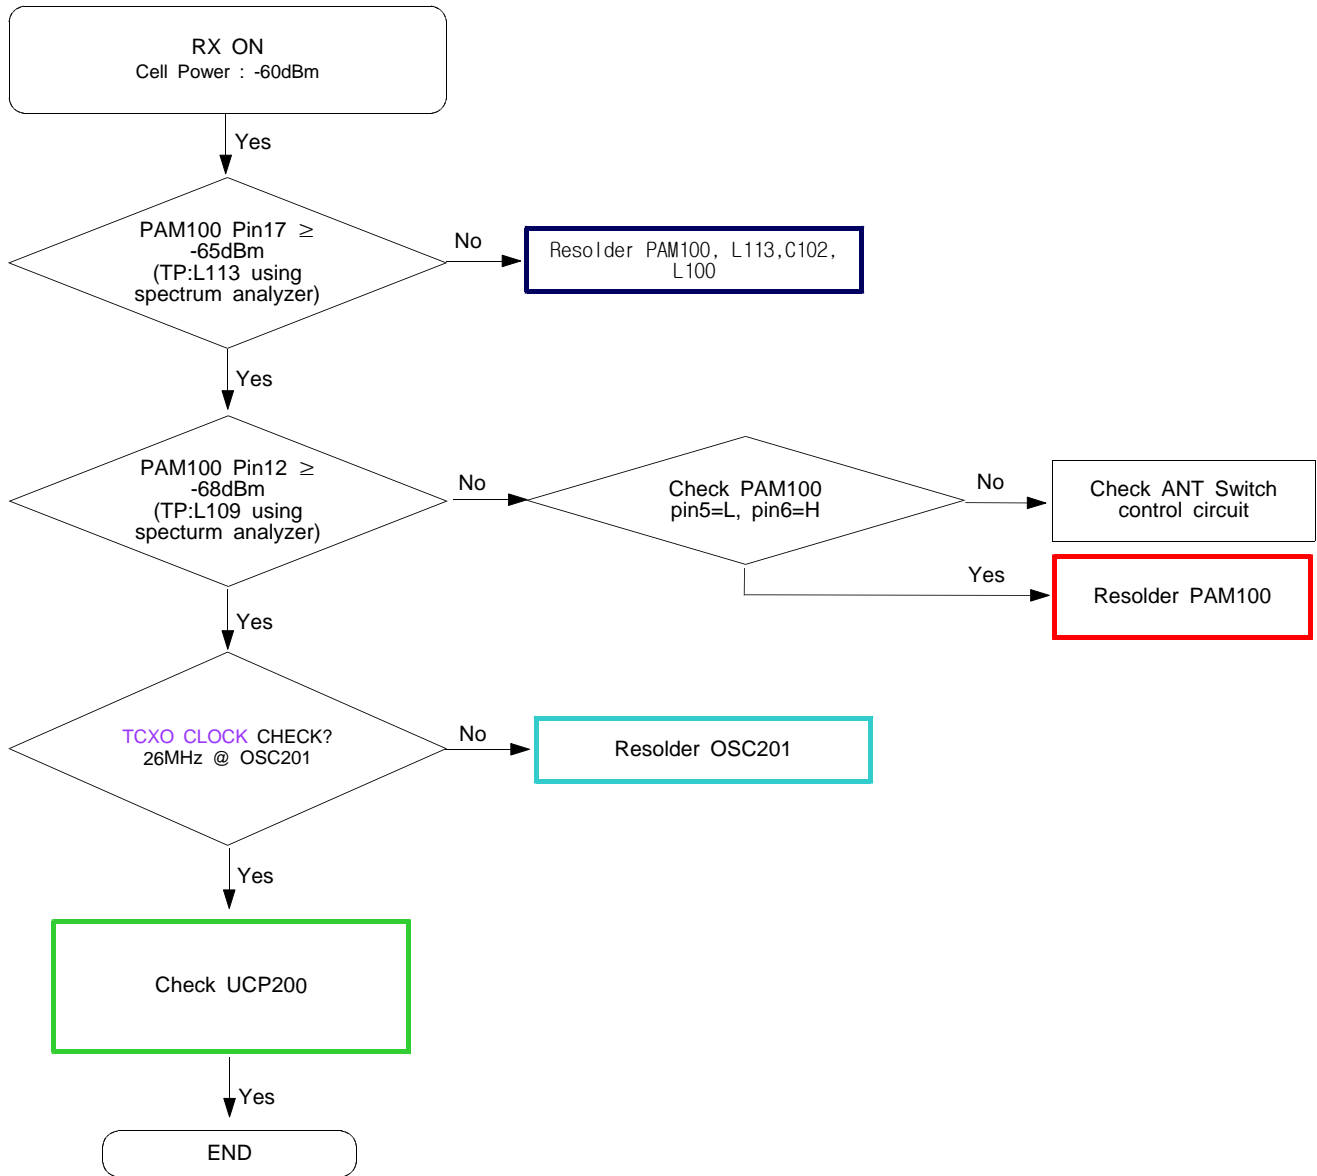 RX ON
Cell Power : -60dBm
Yes
PAM100 Pin17 ≥
-65dBm
(TP:L113 using
spectrum analyzer)
No
Resolder PAM100, L113,C102,
L100
Yes
PAM100 Pin12 ≥
-68dBm
(TP:L109 using
specturm analyzer)
No
Check PAM100
pin5=L, pin6=H
No
Check ANT Switch
control circuit
Yes
Resolder PAM100
Yes
TCXO CLOCK CHECK?
26MHz @ OSC201
No
Resolder OSC201
Yes
Check UCP200
Yes
END